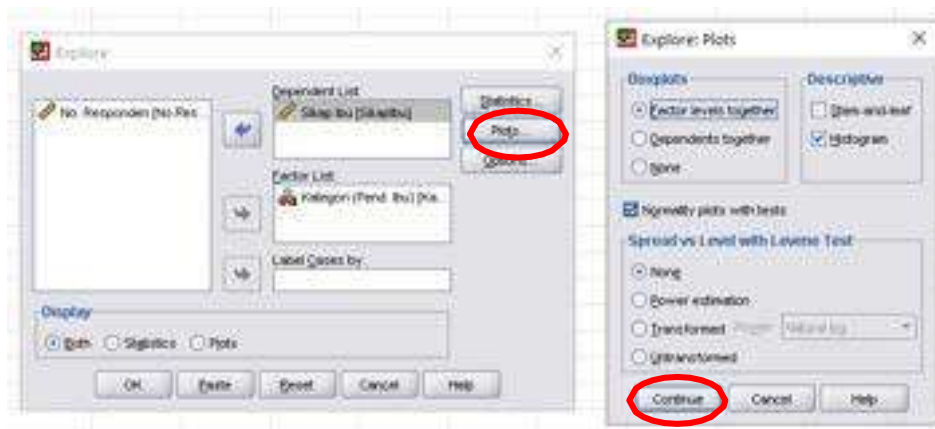 Explore
Dependent List
No. Responden [No.Res
Sikap Ibu [SikapIbu]
Statistics...
Plots...
Options...
Factor List
Kategori (Pend. Ibu) [Ka...
Label Cases by
Display
Both Statistics Plots
OK Paste Reset Cancel Help
Explore: Plots
Boxplots
Factor levels together
Dependents together
None
Descriptive
Stem-and-leaf
Histogram
Normality plots with tests
Spread vs Level with Levene Test
None
Power estimation
Transformed Power: Natural log
Untransformed
Continue Cancel Help